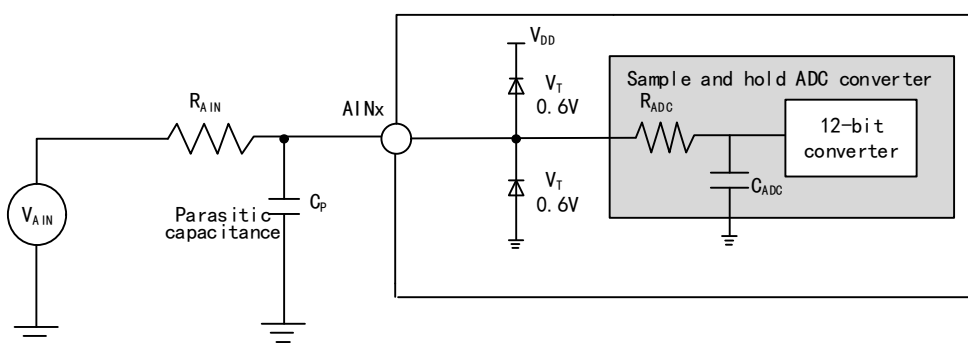 V_DD
Sample and hold ADC converter
R_AIN
AINx
V_T
0.6V
R_ADC
12-bit
converter
V_AIN
Parasitic
capacitance
C_P
V_T
0.6V
C_ADC